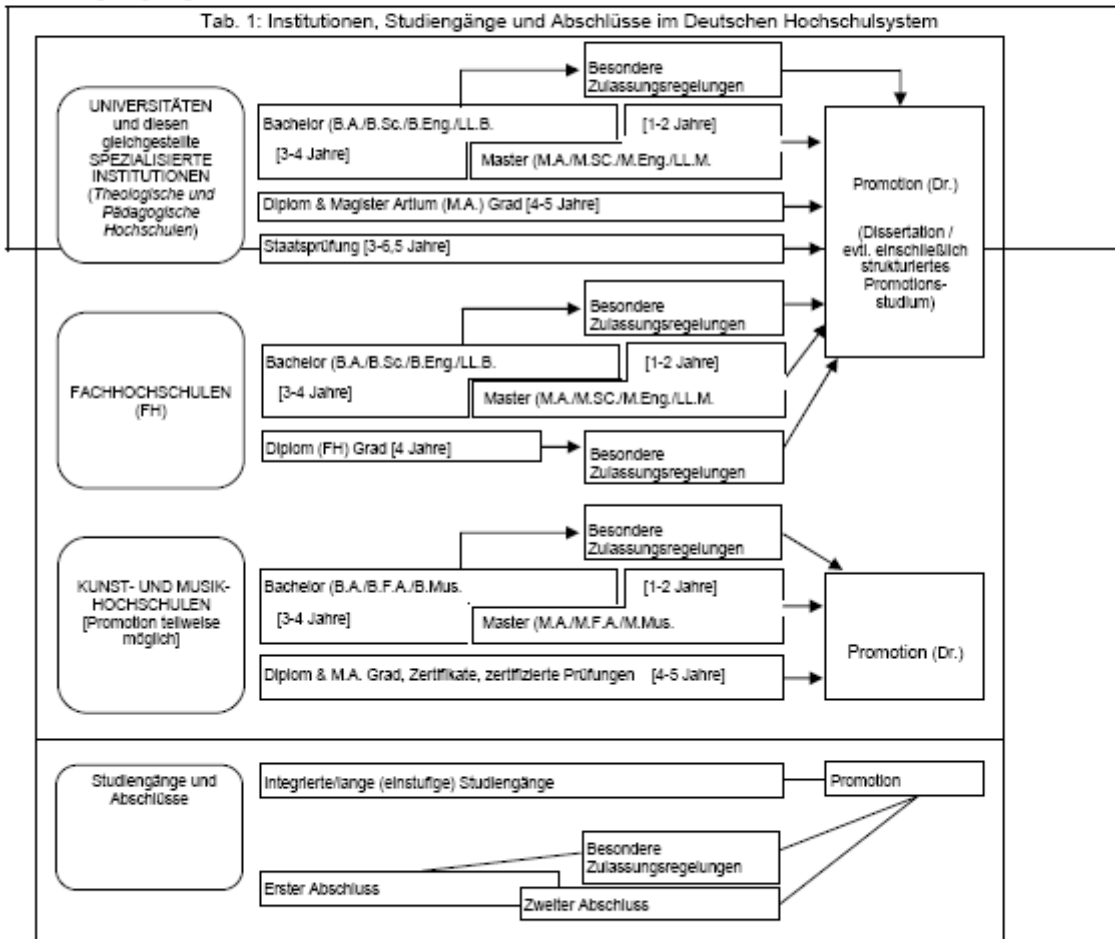 Tab. 1: Institutionen, Studiengänge und Abschlüsse im Deutschen Hochschulsystem
UNIVERSITÄTEN
und diesen
gleichgestellte
SPEZIALISIERTE
INSTITUTIONEN
(Theologische und
Pädagogische
Hochschulen)
Besondere
Zulassungsregelungen
Bachelor (B.A./B.Sc./B.Eng./LL.B.
[3-4 Jahre]
[1-2 Jahre]
Master (M.A./M.SC./M.Eng./LL.M.
Diplom & Magister Artium (M.A.) Grad [4-5 Jahre]
Staatsprüfung [3-6,5 Jahre]
Promotion (Dr.)
(Dissertation /
evtl. einschließlich
strukturiertes
Promotions-
studium)
FACHHOCHSCHULEN
(FH)
Besondere
Zulassungsregelungen
Bachelor (B.A./B.Sc./B.Eng./LL.B.
[3-4 Jahre]
[1-2 Jahre]
Master (M.A./M.SC./M.Eng./LL.M.
Diplom (FH) Grad [4 Jahre]
Besondere
Zulassungsregelungen
KUNST- UND MUSIK-
HOCHSCHULEN
[Promotion teilweise
möglich]
Besondere
Zulassungsregelungen
Bachelor (B.A./B.F.A./B.Mus.
[3-4 Jahre]
[1-2 Jahre]
Master (M.A./M.F.A./M.Mus.
Diplom & M.A. Grad, Zertifikate, zertifizierte Prüfungen [4-5 Jahre]
Promotion (Dr.)
Studiengänge und
Abschlüsse
Integrierte/lange (einstufige) Studiengänge
Promotion
Besondere
Zulassungsregelungen
Erster Abschluss
Zweiter Abschluss